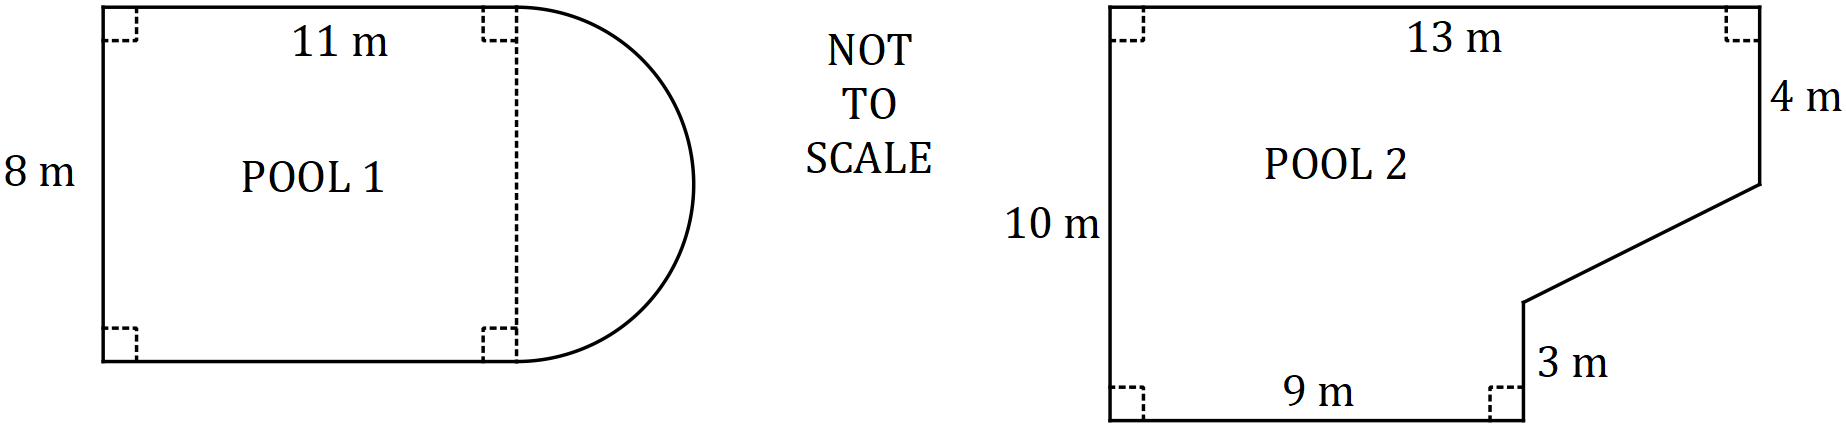 11 m
8 m
POOL 1
NOT
TO
SCALE
13 m
4 m
POOL 2
10 m
3 m
9 m